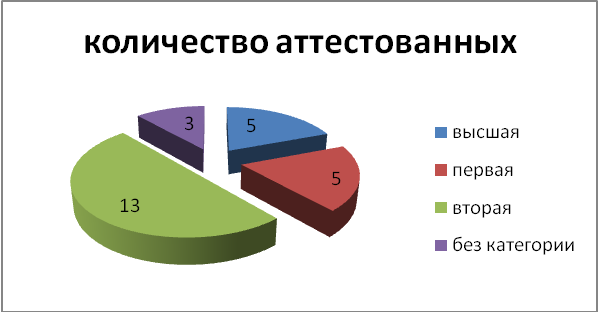 количество аттестованных
3
5
5
13
высшая
первая
вторая
без категории